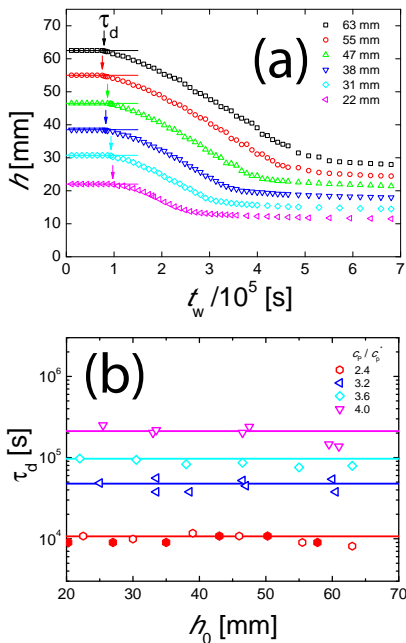 τd
(a)
63 mm
55 mm
47 mm
38 mm
31 mm
22 mm
h [mm]
70
60
50
40
30
20
10
0
0 1 2 3 4 5 6 7
tw /10^5 [s]
(b)
cp / cp*
2.4
3.2
3.6
4.0
τd [s]
10^6
10^5
10^4
20 30 40 50 60 70
h0 [mm]